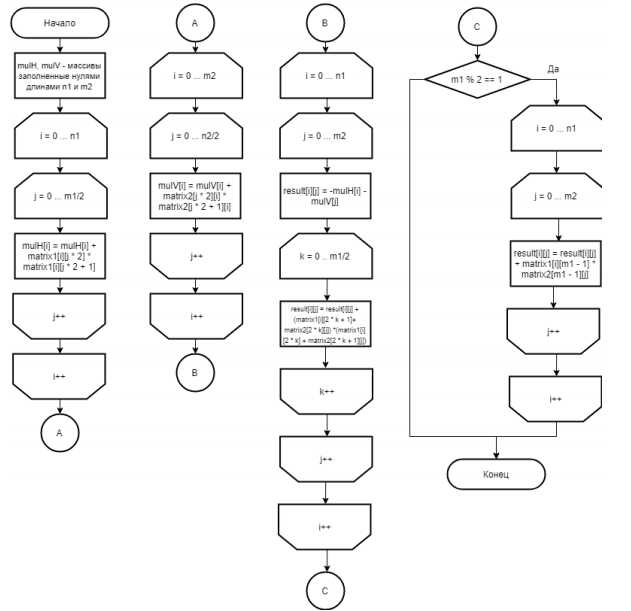 Начало
mulH, mulV - массивы
заполненные нулями
длинами n1 и m2
i = 0 ... n1
j = 0 ... m1/2
mulH[i] = mulH[i] +
matrix1[i][j * 2] *
matrix1[i][j * 2 + 1]
j++
i++
A
A
i = 0 ... m2
j = 0 ... n2/2
mulV[i] = mulV[i] +
matrix2[j * 2][i] *
matrix2[j * 2 + 1][i]
j++
i++
B
B
i = 0 ... n1
j = 0 ... m2
result[i][j] = -mulH[i] -
mulV[j]
k = 0 .. m1/2
result[i][j] = result[i][j] +
(matrix1[i][2 * k + 1]+
matrix2[2 * k][j]) *(matrix1[i]
[2 * k] + matrix2[2 * k + 1][j])
k++
j++
i++
C
C
m1 % 2 == 1
Да
i = 0 ... n1
j = 0 ... m2
result[i][j] = result[i][j]
+ matrix1[i][m1 - 1] *
matrix2[m1 - 1][j]
j++
i++
Конец